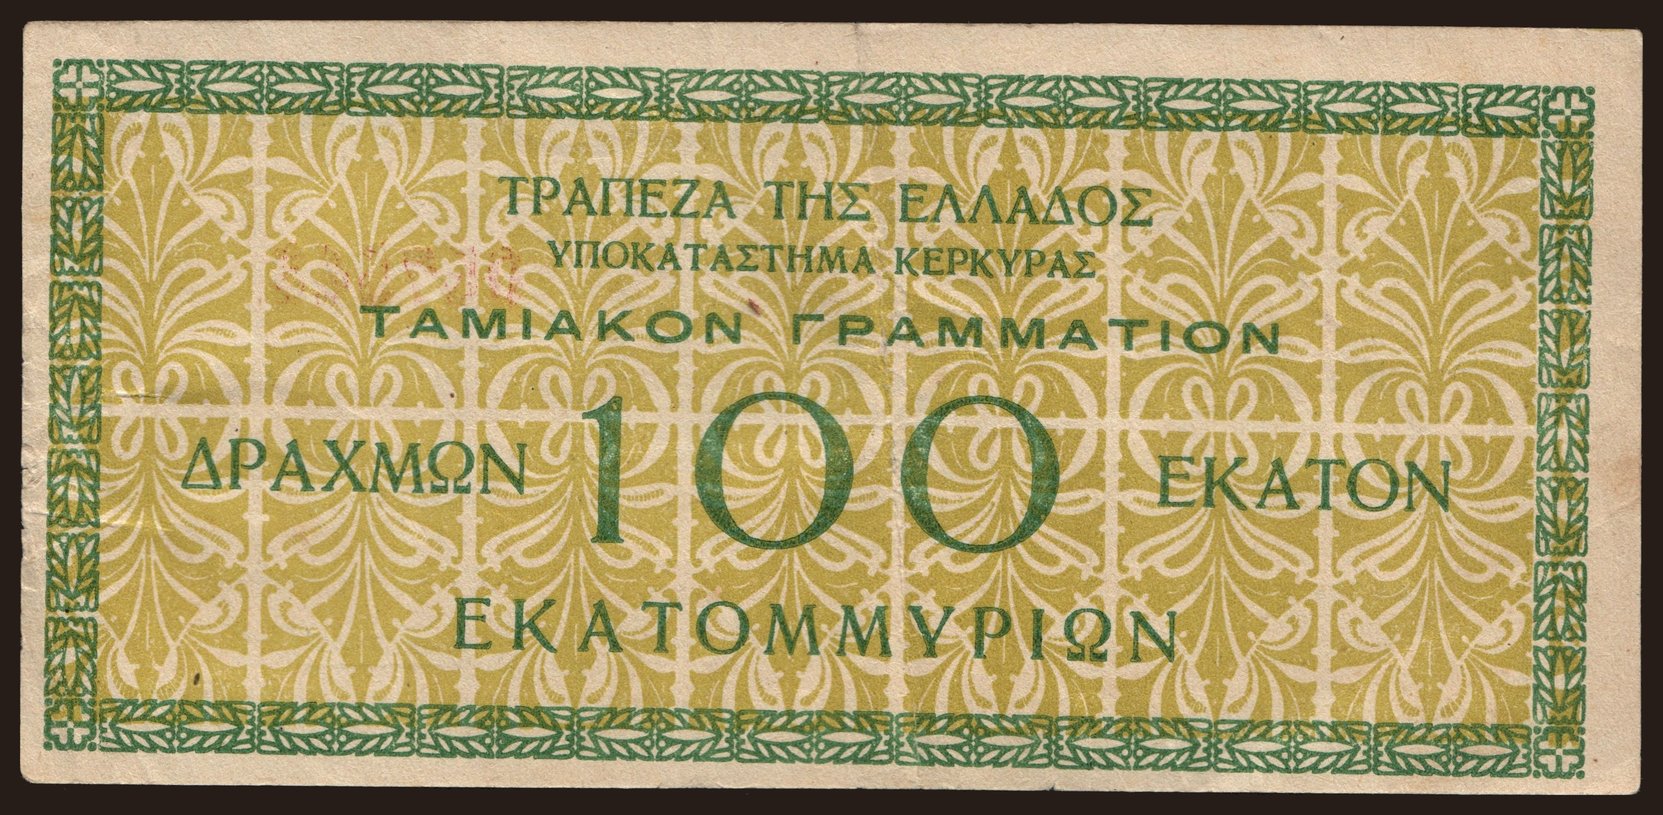 ΤΡΑΠΕΖΑ ΤΗΣ ΕΛΛΑΔΟΣ
ΥΠΟΚΑΤΑΣΤΗΜΑ ΚΕΡΚΥΡΑΣ
ΤΑΜΙΑΚΟΝ ΓΡΑΜΜΑΤΙΟΝ
ΔΡΑΧΜΩΝ 100 ΕΚΑΤΟΝ
ΕΚΑΤΟΜΜΥΡΙΩΝ